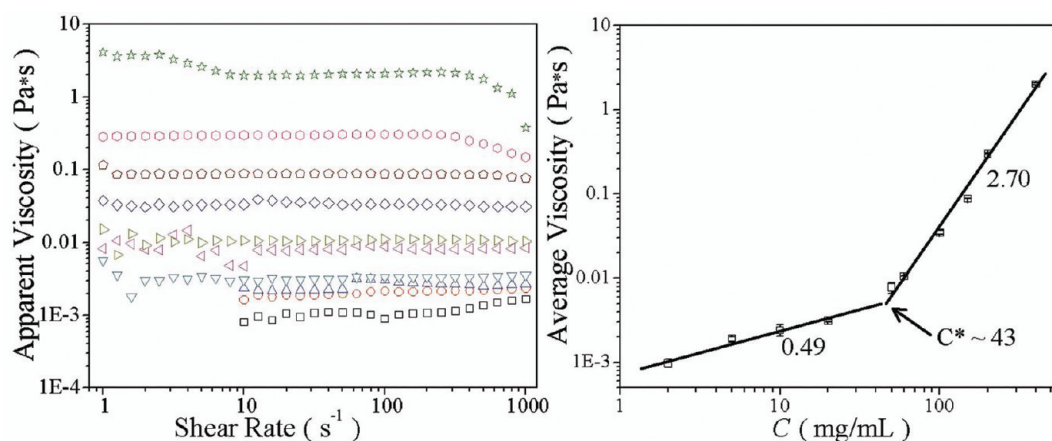 Apparent Viscosity ( Pa*s )
10
1
0.1
0.01
1E-3
1E-4
1 10 100 1000
Shear Rate ( s⁻¹ )
Average Viscosity ( Pa*s )
10
1
0.1
0.01
1E-3
2.70
0.49
C* ~ 43
1 10 100
C ( mg/mL )